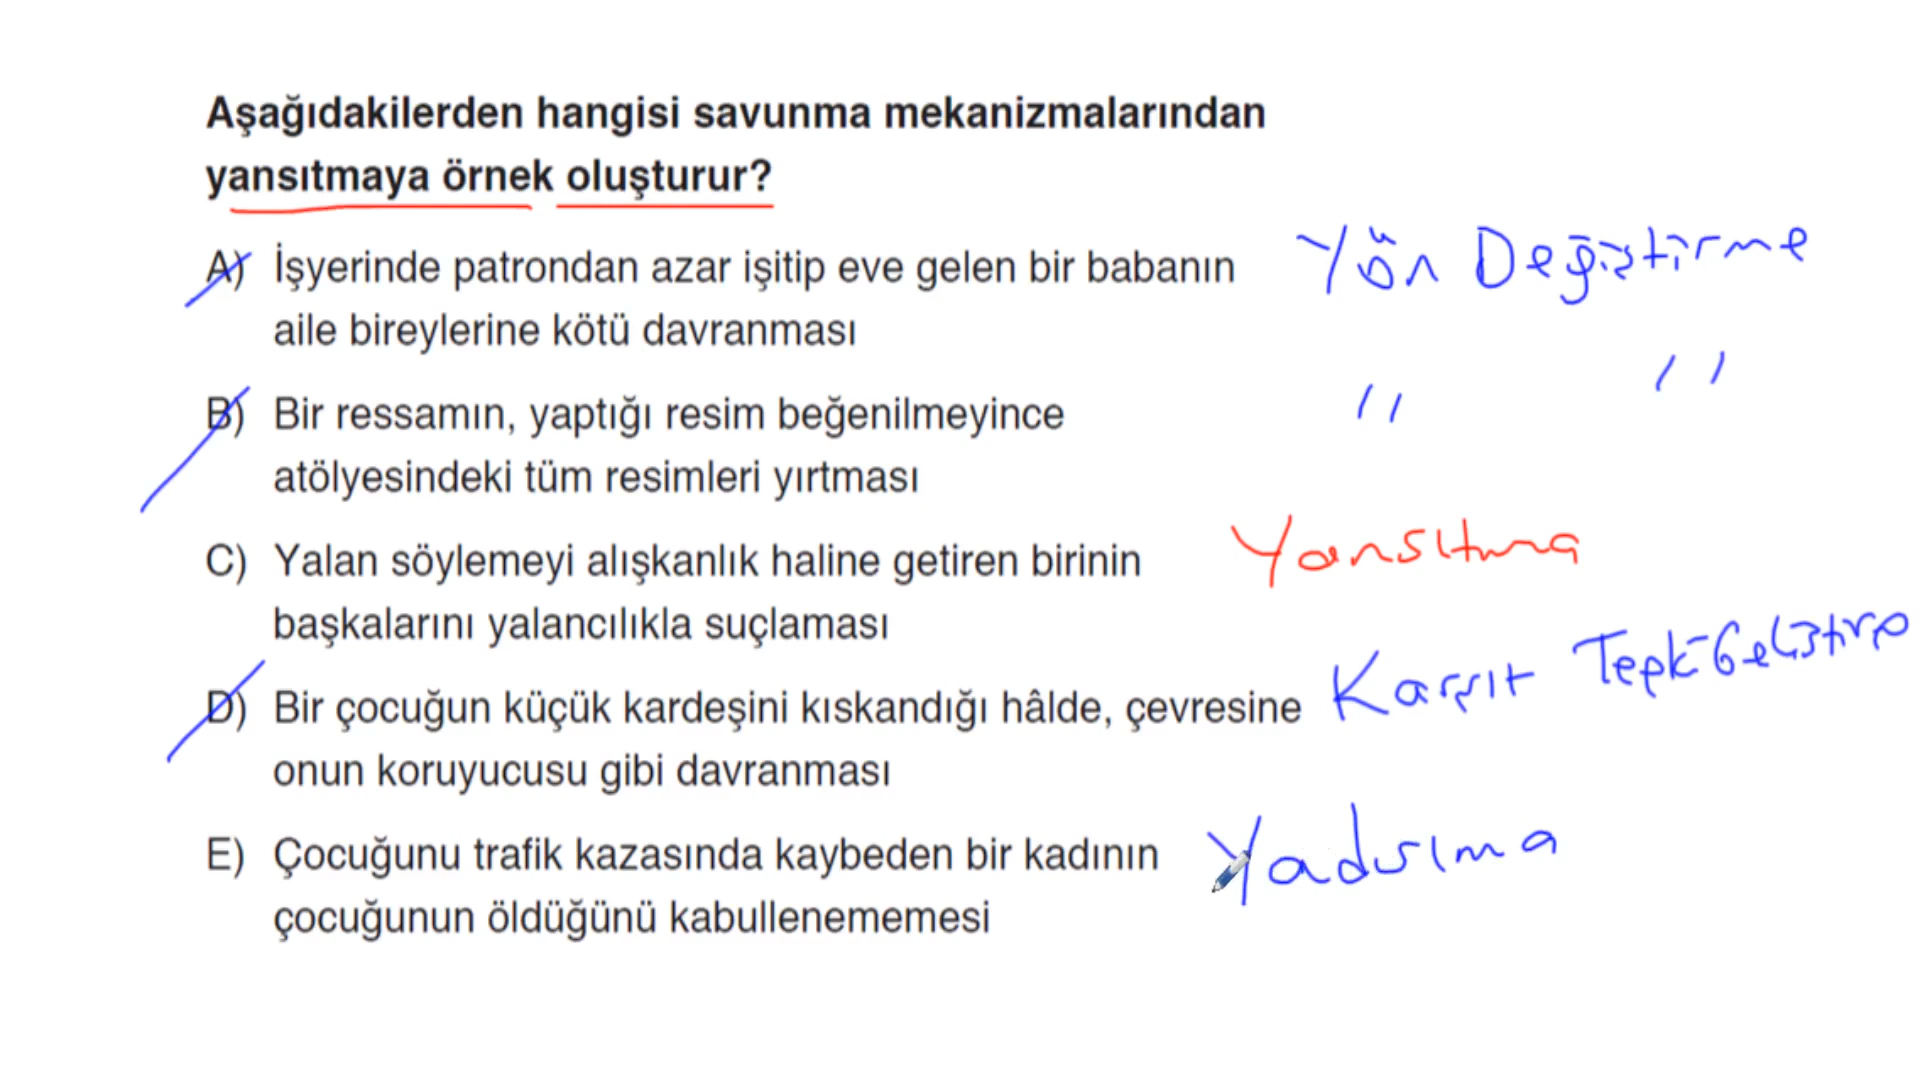 Aşağıdakilerden hangisi savunma mekanizmalarından
yansıtmaya örnek oluşturur?
A) İşyerinde patrondan azar işitip eve gelen bir babanın
aile bireylerine kötü davranması
Yön Değiştirme
B) Bir ressamın, yaptığı resim beğenilmeyince
atölyesindeki tüm resimleri yırtması
" "
C) Yalan söylemeyi alışkanlık haline getiren birinin
başkalarını yalancılıkla suçlaması
Yansıtma
D) Bir çocuğun küçük kardeşini kıskandığı hâlde, çevresine
onun koruyucusu gibi davranması
Karşıt Tepki
E) Çocuğunu trafik kazasında kaybeden bir kadının
çocuğunun öldüğünü kabullenememesi
Yadsıma